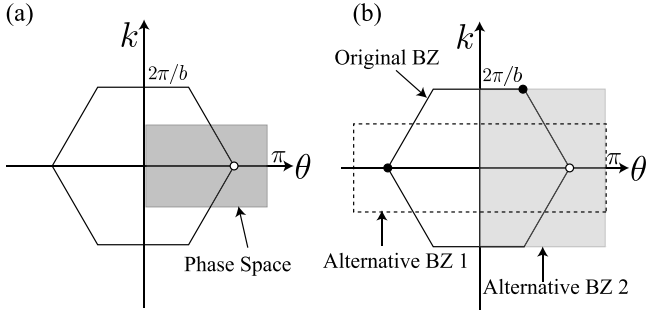 (a)
k
2π/b
π
θ
Phase Space
(b)
k
Original BZ
2π/b
π
θ
Alternative BZ 1
Alternative BZ 2